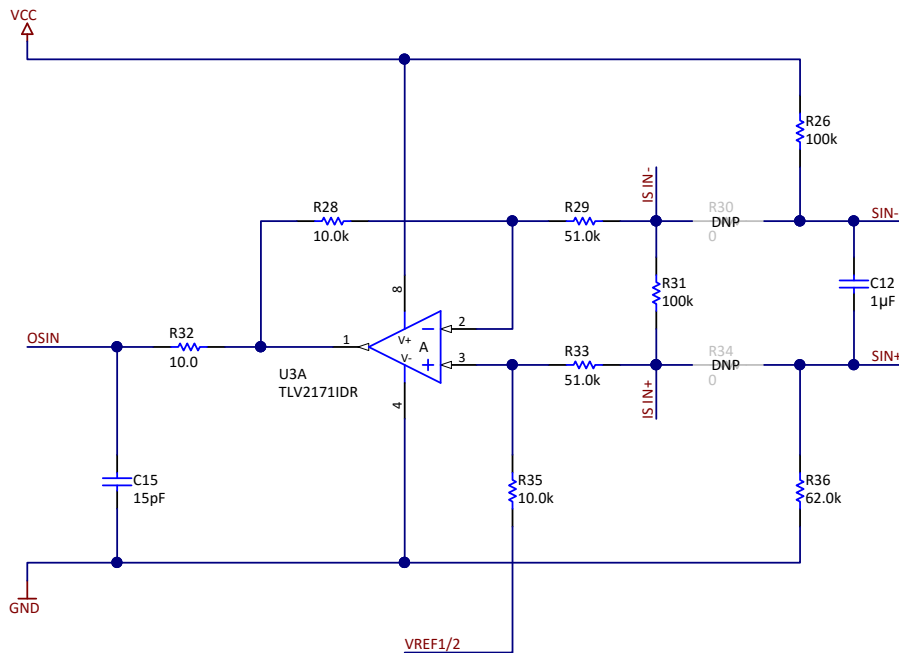 VCC
R26
100k
IS IN-
R28
10.0k
R29
51.0k
R30
DNP
0
SIN-
R31
100k
C12
1µF
8
2
V+
A
V-
1
3
4
OSIN
R32
10.0
U3A
TLV2171IDR
R33
51.0k
R34
DNP
0
SIN+
IS IN+
C15
15pF
R35
10.0k
R36
62.0k
GND
VREF1/2